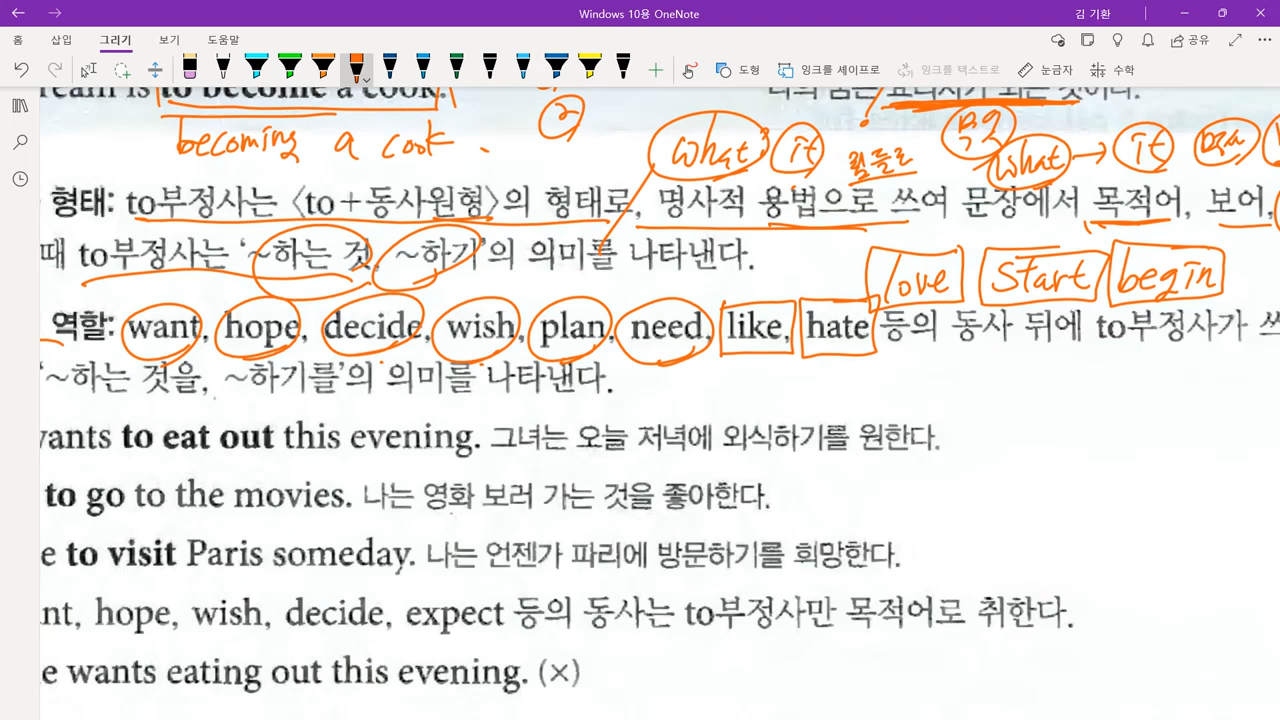 Windows 10용 OneNote
김 기환
홈 삽입 그리기 보기 도움말
공유
도형 잉크를 셰이프로 잉크를 텍스트로 눈금자 수학
ream is to become a cook.
becoming a cook .
②
what? it
뭘들로
목적
what → it
형태: to부정사는 〈to+동사원형〉의 형태로, 명사적 용법으로 쓰여 문장에서 목적어, 보어,
때 to부정사는 '~하는 것, ~하기'의 의미를 나타낸다.
love start begin
역할: want, hope, decide, wish, plan, need, like, hate 등의 동사 뒤에 to부정사가 쓰
'~하는 것을, ~하기를'의 의미를 나타낸다.
wants to eat out this evening. 그녀는 오늘 저녁에 외식하기를 원한다.
to go to the movies. 나는 영화 보러 가는 것을 좋아한다.
e to visit Paris someday. 나는 언젠가 파리에 방문하기를 희망한다.
nt, hope, wish, decide, expect 등의 동사는 to부정사만 목적어로 취한다.
e wants eating out this evening. (×)